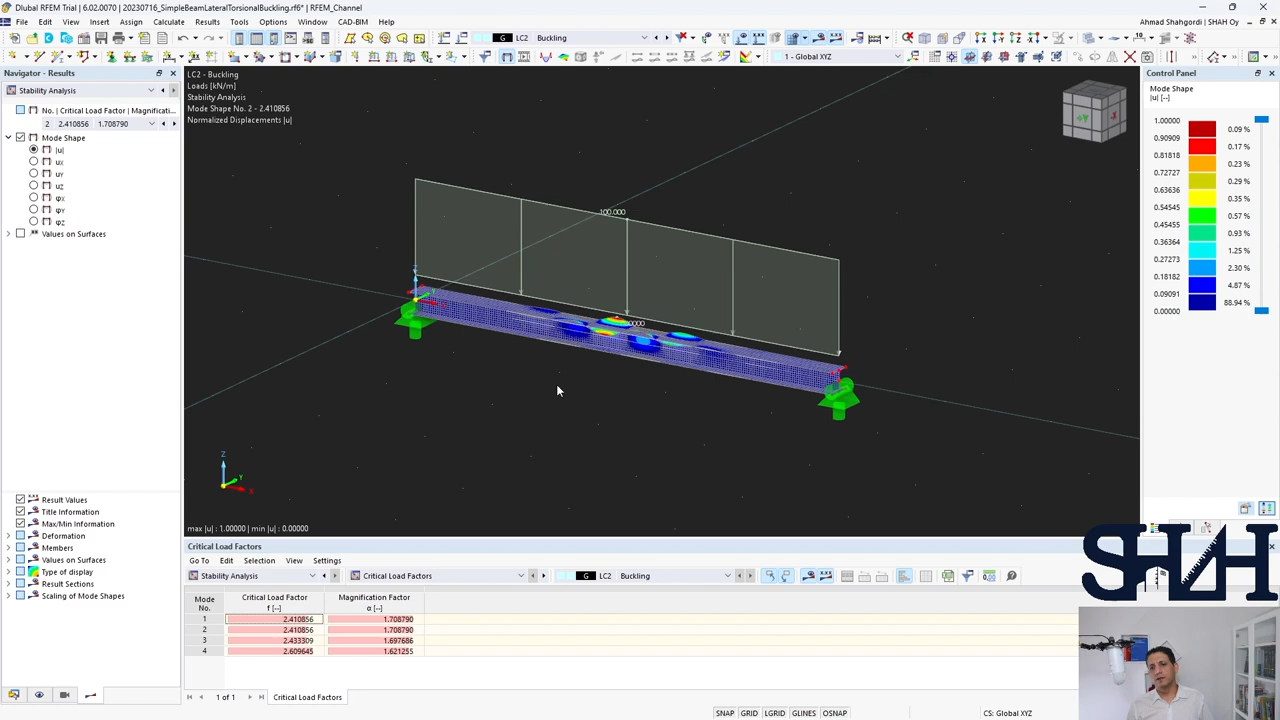 Dlubal RFEM Trial | 6.02.0070 | 20230716_SimpleBeamLateralTorsionalBuckling.rf6* | RFEM_Channel
File Edit View Insert Assign Calculate Results Tools Options Window CAD-BIM Help
G LC2 Buckling
Ahmad Shahgordi | SHAH Oy
1 - Global XYZ
Navigator - Results
Stability Analysis
No. | Critical Load Factor | Magnificati...
2 2.410856 1.708790
Mode Shape
|u|
uX
uY
uZ
φX
φY
φZ
Values on Surfaces
Result Values
Title Information
Max/Min Information
Deformation
Members
Values on Surfaces
Type of display
Result Sections
Scaling of Mode Shapes
LC2 - Buckling
Loads [kN/m]
Stability Analysis
Mode Shape No. 2 - 2.410856
Normalized Displacements |u|
100.000
+Y
-X
Z
Y
X
max |u| : 1.00000 | min |u| : 0.00000
Control Panel
Mode Shape
|u| [--]
1.00000
0.90909
0.81818
0.72727
0.63636
0.54545
0.45455
0.36364
0.27273
0.18182
0.09091
0.00000
0.09 %
0.17 %
0.23 %
0.29 %
0.35 %
0.57 %
0.93 %
1.25 %
2.30 %
4.87 %
88.94 %
Critical Load Factors
Go To Edit Selection View Settings
Stability Analysis
Critical Load Factors
G LC2 Buckling
Mode No. Critical Load Factor f [--] Magnification Factor α [--]
1 2.410856 1.708790
2 2.410856 1.708790
3 2.433309 1.697686
4 2.609645 1.621255
1 of 1
Critical Load Factors
SHAH
SNAP GRID LGRID GLINES OSNAP
CS: Global XYZ